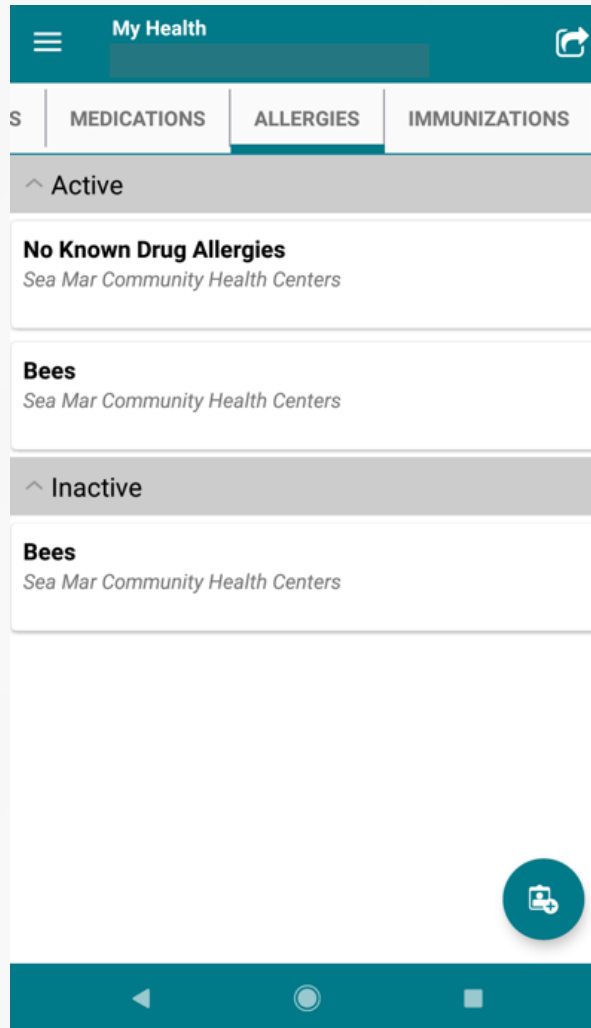 My Health
S
MEDICATIONS
ALLERGIES
IMMUNIZATIONS
Active
No Known Drug Allergies
Sea Mar Community Health Centers
Bees
Sea Mar Community Health Centers
Inactive
Bees
Sea Mar Community Health Centers